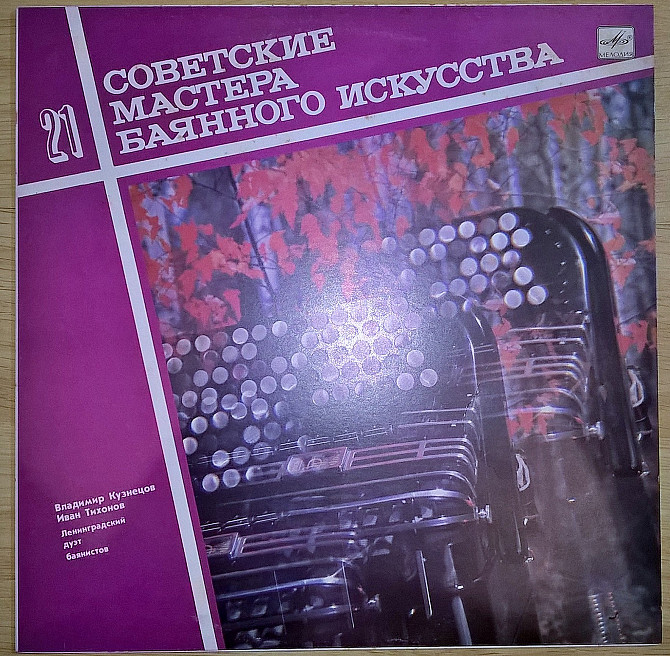 21
СОВЕТСКИЕ
МАСТЕРА
БАЯННОГО ИСКУССТВА
МЕЛОДИЯ
Владимир Кузнецов
Иван Тихонов
Ленинградский
дуэт
баянистов